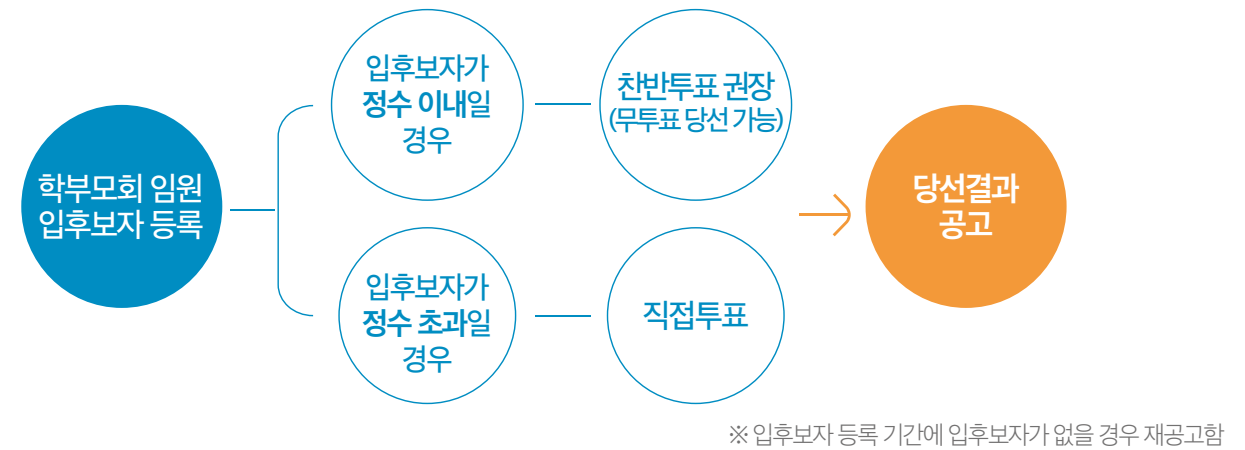 학부모회 임원
입후보자 등록
입후보자가
정수 이내일
경우
찬반투표 권장
(무투표 당선 가능)
입후보자가
정수 초과일
경우
직접투표
당선결과
공고
※ 입후보자 등록 기간에 입후보자가 없을 경우 재공고함